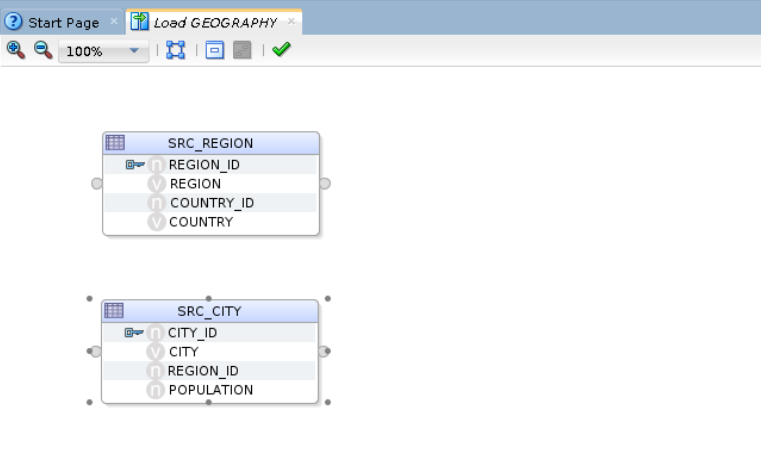 Start Page
Load GEOGRAPHY
100%
SRC_REGION
n REGION_ID
v REGION
n COUNTRY_ID
v COUNTRY
SRC_CITY
n CITY_ID
v CITY
n REGION_ID
n POPULATION